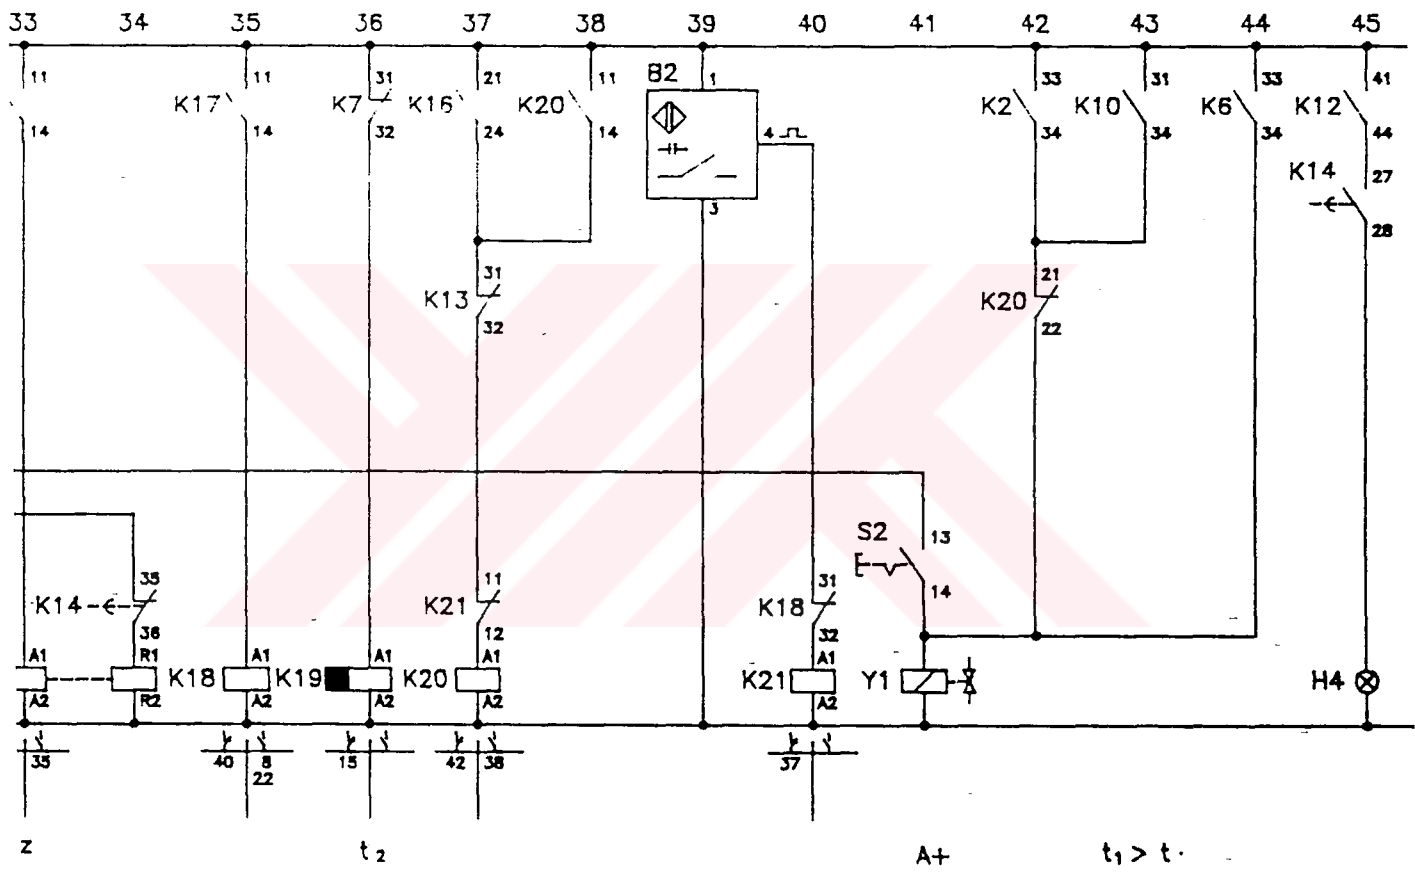 33 34 35 36 37 38 39 40 41 42 43 44 45
11 11 31 21 11 B2 1 33 31 33 41
K17 K7 K16 K20 K2 K10 K6 K12
14 14 32 24 14 4 34 34 34 44
K14 27
3 28
31 21
K13 K20
32 22
S2 13
35 11 31 14
K14 K21 K18
36 12 32
A1 R1 A1 A1 A1 A1
K18 K19 K20 K21 Y1 H4
A2 R2 A2 A2 A2 A2
35 40 8 15 42 38 37
22
z t2 A+ t1 > t